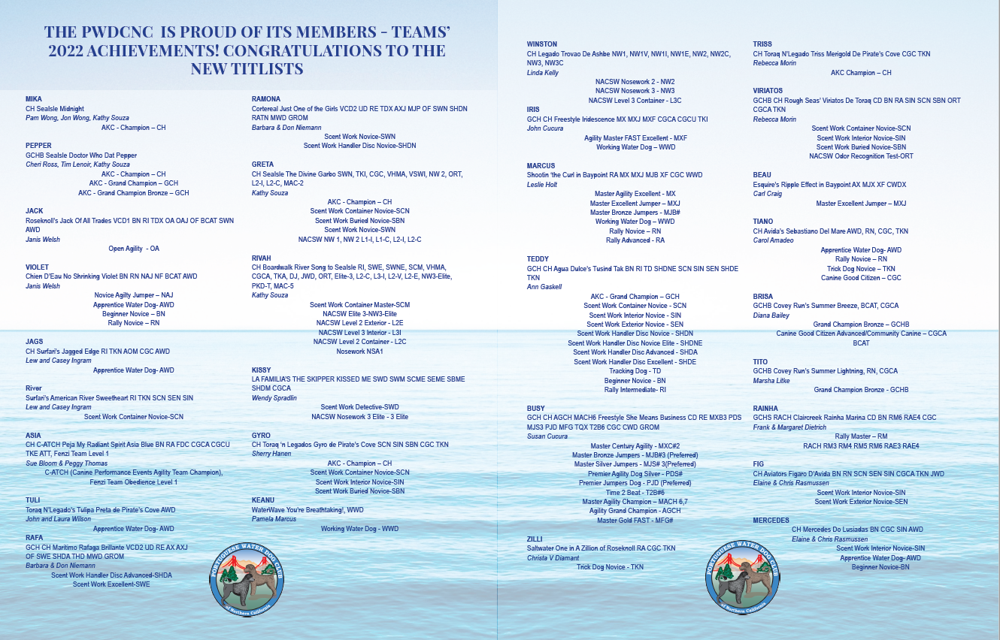 THE PWDCNC IS PROUD OF ITS MEMBERS - TEAMS’
2022 ACHIEVEMENTS! CONGRATULATIONS TO THE
NEW TITLISTS
MIKA
CH SeaIsle Midnight
Pam Wong, Jon Wong, Kathy Souza
AKC - Champion – CH
PEPPER
GCHB SeaIsle Doctor Who Dat Pepper
Cheri Ross, Tim Lenoir, Kathy Souza
AKC - Champion – CH
AKC - Grand Champion – GCH
AKC - Grand Champion Bronze – GCH
JACK
Roseknoll's Jack Of All Trades VCD1 BN RI TDX OA OAJ OF BCAT SWN
AWD
Janis Welsh
Open Agility - OA
VIOLET
Chien D'Eau No Shrinking Violet BN RN NAJ NF BCAT AWD
Janis Welsh
Novice Agilty Jumper – NAJ
Apprentice Water Dog- AWD
Beginner Novice – BN
Rally Novice – RN
JAGS
CH Surfari's Jagged Edge RI TKN AOM CGC AWD
Lew and Casey Ingram
Apprentice Water Dog- AWD
River
Surfari's American River Sweetheart RI TKN SCN SEN SIN
Lew and Casey Ingram
Scent Work Container Novice-SCN
ASIA
CH C-ATCH Peja My Radiant Spirit Asia Blue BN RA FDC CGCA CGCU
TKE ATT, Fenzi Team Level 1
Sue Bloom & Peggy Thomas
C-ATCH (Canine Performance Events Agility Team Champion),
Fenzi Team Obedience Level 1
TULI
Toraq N'Legado's Tulipa Preta de Pirate's Cove AWD
John and Laura Wilson
Apprentice Water Dog- AWD
RAFA
GCH CH Maritimo Rafaga Brillante VCD2 UD RE AX AXJ
OF SWE SHDA THD MWD GROM
Barbara & Don Niemann
Scent Work Handler Disc Advanced-SHDA
Scent Work Excellent-SWE
RAMONA
Cortereal Just One of the Girls VCD2 UD RE TDX AXJ MJP OF SWN SHDN
RATN MWD GROM
Barbara & Don Niemann
Scent Work Novice-SWN
Scent Work Handler Disc Novice-SHDN
GRETA
CH SeaIsle The Divine Garbo SWN, TKI, CGC, VHMA, VSWI, NW 2, ORT,
L2-I, L2-C, MAC-2
Kathy Souza
AKC - Champion – CH
Scent Work Container Novice-SCN
Scent Work Buried Novice-SBN
Scent Work Novice-SWN
NACSW NW 1, NW 2 L1-I, L1-C, L2-I, L2-C
RIVAH
CH Boardwalk River Song to SeaIsle RI, SWE, SWNE, SCM, VHMA,
CGCA, TKA, DJ, JWD, ORT, Elite-3, L2-C, L3-I, L2-V, L2-E, NW3-Elite,
PKD-T, MAC-5
Kathy Souza
Scent Work Container Master-SCM
NACSW Elite 3-NW3-Elite
NACSW Level 2 Exterior - L2E
NACSW Level 3 Interior - L3I
NACSW Level 2 Container - L2C
Nosework NSA1
KISSY
LA FAMILIA'S THE SKIPPER KISSED ME SWD SWM SCME SEME SBME
SHDM CGCA
Wendy Spradlin
Scent Work Detective-SWD
NACSW Nosework 3 Elite - 3 Elite
GYRO
CH Toraq 'n Legados Gyro de Pirate's Cove SCN SIN SBN CGC TKN
Sherry Hanen
AKC - Champion – CH
Scent Work Container Novice-SCN
Scent Work Interior Novice-SIN
Scent Work Buried Novice-SBN
KEANU
WaterWave You're Breathtaking!, WWD
Pamela Marcus
Working Water Dog - WWD
PORTUGUESE WATER DOG CLUB
of Northern California
WINSTON
CH Legado Trovao De Ashbe NW1, NW1V, NW1I, NW1E, NW2, NW2C,
NW3, NW3C
Linda Kelly
NACSW Nosework 2 - NW2
NACSW Nosework 3 - NW3
NACSW Level 3 Container - L3C
IRIS
GCH CH Freestyle Iridescence MX MXJ MXF CGCA CGCU TKI
John Cucura
Agility Master FAST Excellent - MXF
Working Water Dog – WWD
MARCUS
Shootin 'the Curl in Baypoint RA MX MXJ MJB XF CGC WWD
Leslie Holt
Master Agility Excellent - MX
Master Excellent Jumper – MXJ
Master Bronze Jumpers - MJB#
Working Water Dog – WWD
Rally Novice – RN
Rally Advanced - RA
TEDDY
GCH CH Agua Dulce's Tusind Tak BN RI TD SHDNE SCN SIN SEN SHDE
TKN
Ann Gaskell
AKC - Grand Champion – GCH
Scent Work Container Novice - SCN
Scent Work Interior Novice - SIN
Scent Work Exterior Novice - SEN
Scent Work Handler Disc Novice - SHDN
Scent Work Handler Disc Novice Elite - SHDNE
Scent Work Handler Disc Advanced - SHDA
Scent Work Handler Disc Excellent - SHDE
Tracking Dog - TD
Beginner Novice - BN
Rally Intermediate- RI
BUSY
GCH CH AGCH MACH6 Freestyle She Means Business CD RE MXB3 PDS
MJS3 PJD MFG TQX T2B6 CGC CWD GROM
Susan Cucura
Master Century Agility - MXC#2
Master Bronze Jumpers - MJB#3 (Preferred)
Master Silver Jumpers - MJS# 3(Preferred)
Premier Agility Dog Silver - PDS#
Premier Jumpers Dog - PJD (Preferred)
Time 2 Beat - T2B#6
Master Agility Champion – MACH 6,7
Agility Grand Champion - AGCH
Master Gold FAST - MFG#
ZILLI
Saltwater One in A Zillion of Roseknoll RA CGC TKN
Christa V Diamant
Trick Dog Novice - TKN
TRISS
CH Toraq N'Legado Triss Merigold De Pirate's Cove CGC TKN
Rebecca Morin
AKC Champion – CH
VIRIATOS
GCHB CH Rough Seas' Viriatos De Toraq CD BN RA SIN SCN SBN ORT
CGCA TKN
Rebecca Morin
Scent Work Container Novice-SCN
Scent Work Interior Novice-SIN
Scent Work Buried Novice-SBN
NACSW Odor Recognition Test-ORT
BEAU
Esquire's Ripple Effect in Baypoint AX MJX XF CWDX
Carl Craig
Master Excellent Jumper – MXJ
TIANO
CH Avida's Sebastiano Del Mare AWD, RN, CGC, TKN
Carol Amadeo
Apprentice Water Dog- AWD
Rally Novice – RN
Trick Dog Novice – TKN
Canine Good Citizen – CGC
BRISA
GCHB Covey Run's Summer Breeze, BCAT, CGCA
Diana Bailey
Grand Champion Bronze – GCHB
Canine Good Citizen Advanced/Community Canine – CGCA
BCAT
TITO
GCHB Covey Run's Summer Lightning, RN, CGCA
Marsha Litke
Grand Champion Bronze - GCHB
RAINHA
GCHS RACH Claircreek Rainha Marina CD BN RM6 RAE4 CGC
Frank & Margaret Dietrich
Rally Master – RM
RACH RM3 RM4 RM5 RM6 RAE3 RAE4
FIG
CH Aviators Figaro D'Avida BN RN SCN SEN SIN CGCA TKN JWD
Elaine & Chris Rasmussen
Scent Work Interior Novice-SIN
Scent Work Exterior Novice-SEN
MERCEDES
CH Mercedes Do Lusiadas BN CGC SIN AWD
Elaine & Chris Rasmussen
Scent Work Interior Novice-SIN
Apprentice Water Dog- AWD
Beginner Novice-BN
PORTUGUESE WATER DOG CLUB
of Northern California